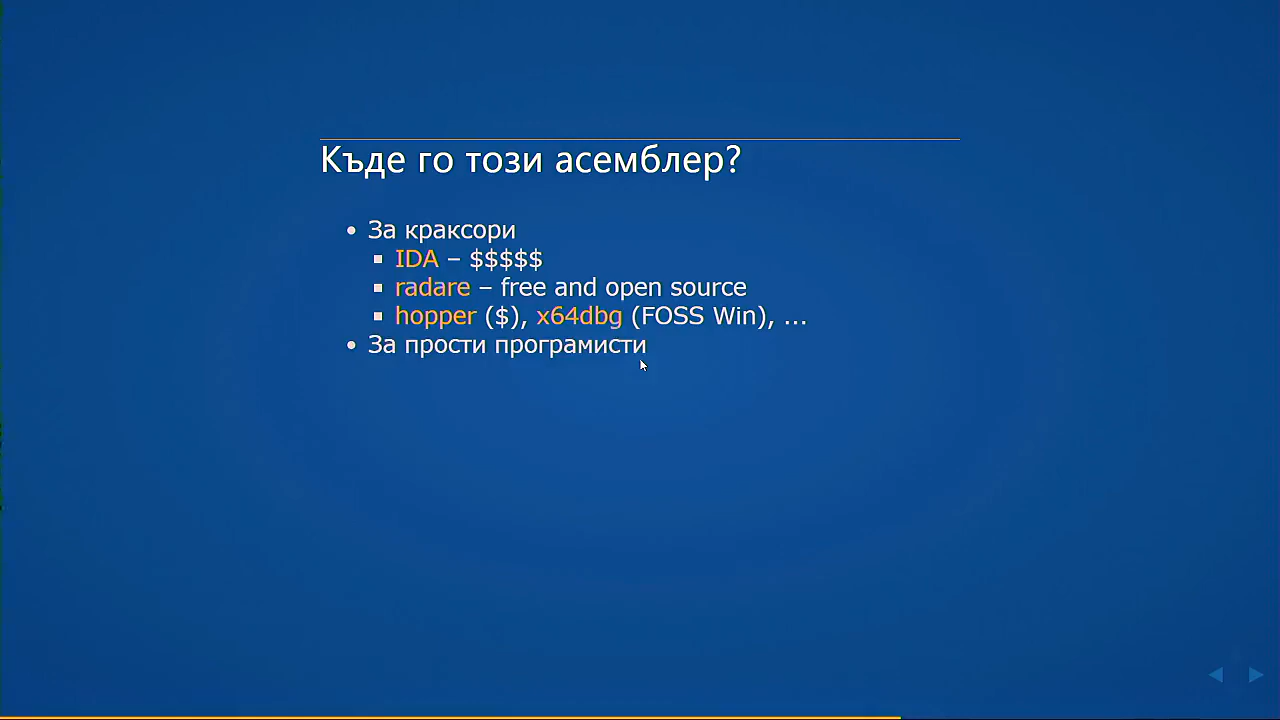 Къде го този асемблер?
• За краксори
▪ IDA – $$$$$
▪ radare – free and open source
▪ hopper ($), x64dbg (FOSS Win), ...
• За прости програмисти